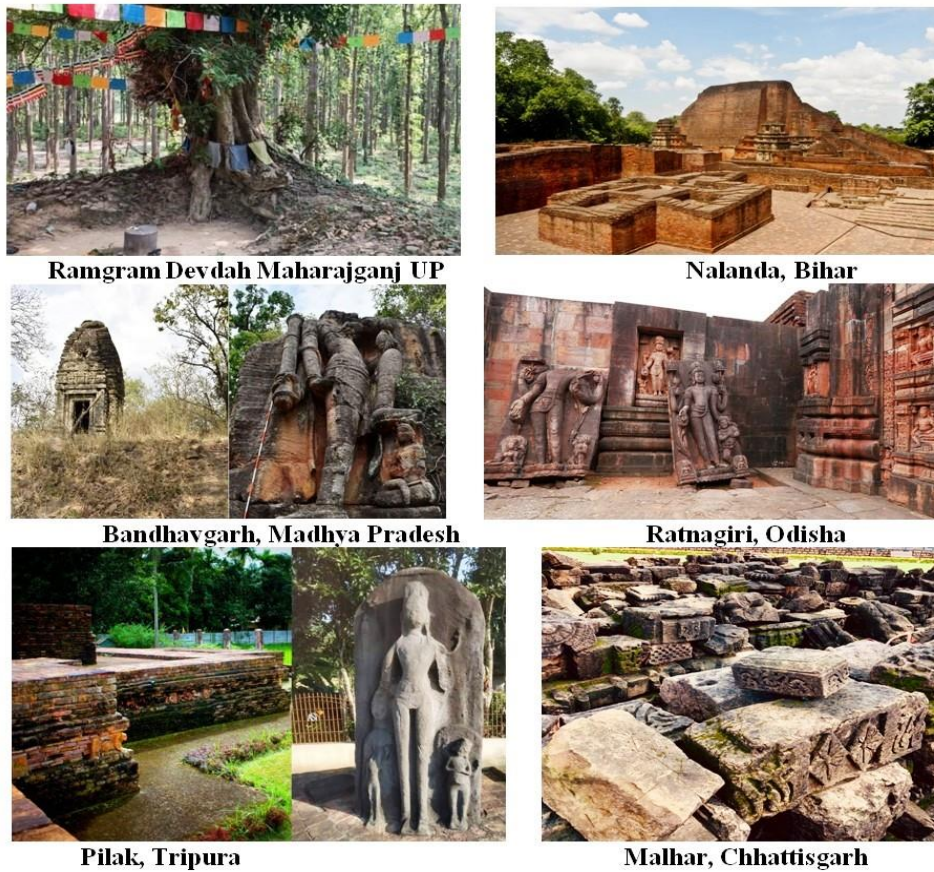 Ramgram Devdah Maharajganj UP
Nalanda, Bihar
Bandhavgarh, Madhya Pradesh
Ratnagiri, Odisha
Pilak, Tripura
Malhar, Chhattisgarh